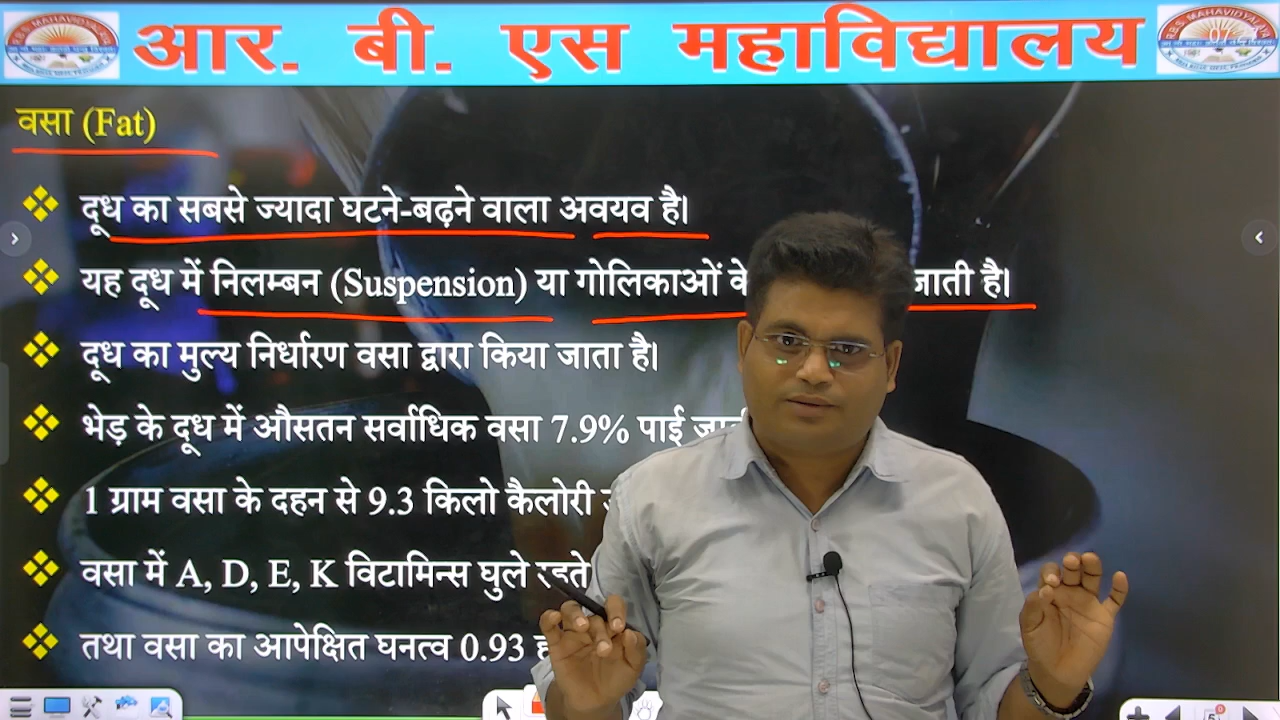 आर. बी. एस महाविद्यालय
वसा (Fat)
दूध का सबसे ज्यादा घटने-बढ़ने वाला अवयव है।
यह दूध में निलम्बन (Suspension) या गोलिकाओं के जाती है।
दूध का मुल्य निर्धारण वसा द्वारा किया जाता है।
भेड़ के दूध में औसतन सर्वाधिक वसा 7.9% पाई
1 ग्राम वसा के दहन से 9.3 किलो कैलोरी
वसा में A, D, E, K विटामिन्स घुले रहते
तथा वसा का आपेक्षित घनत्व 0.93